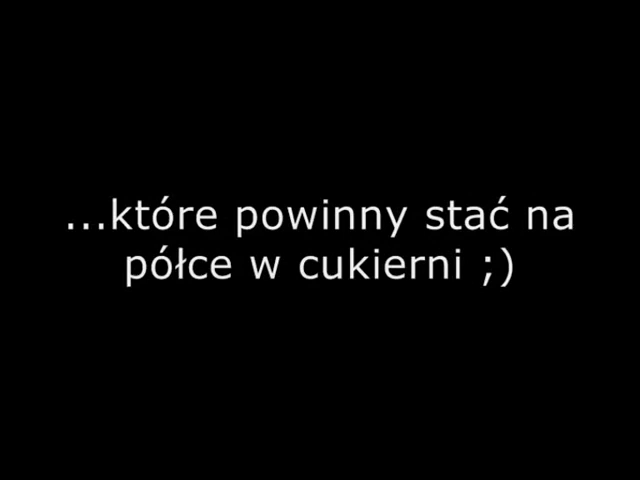 ...które powinny stać na
półce w cukierni ;)